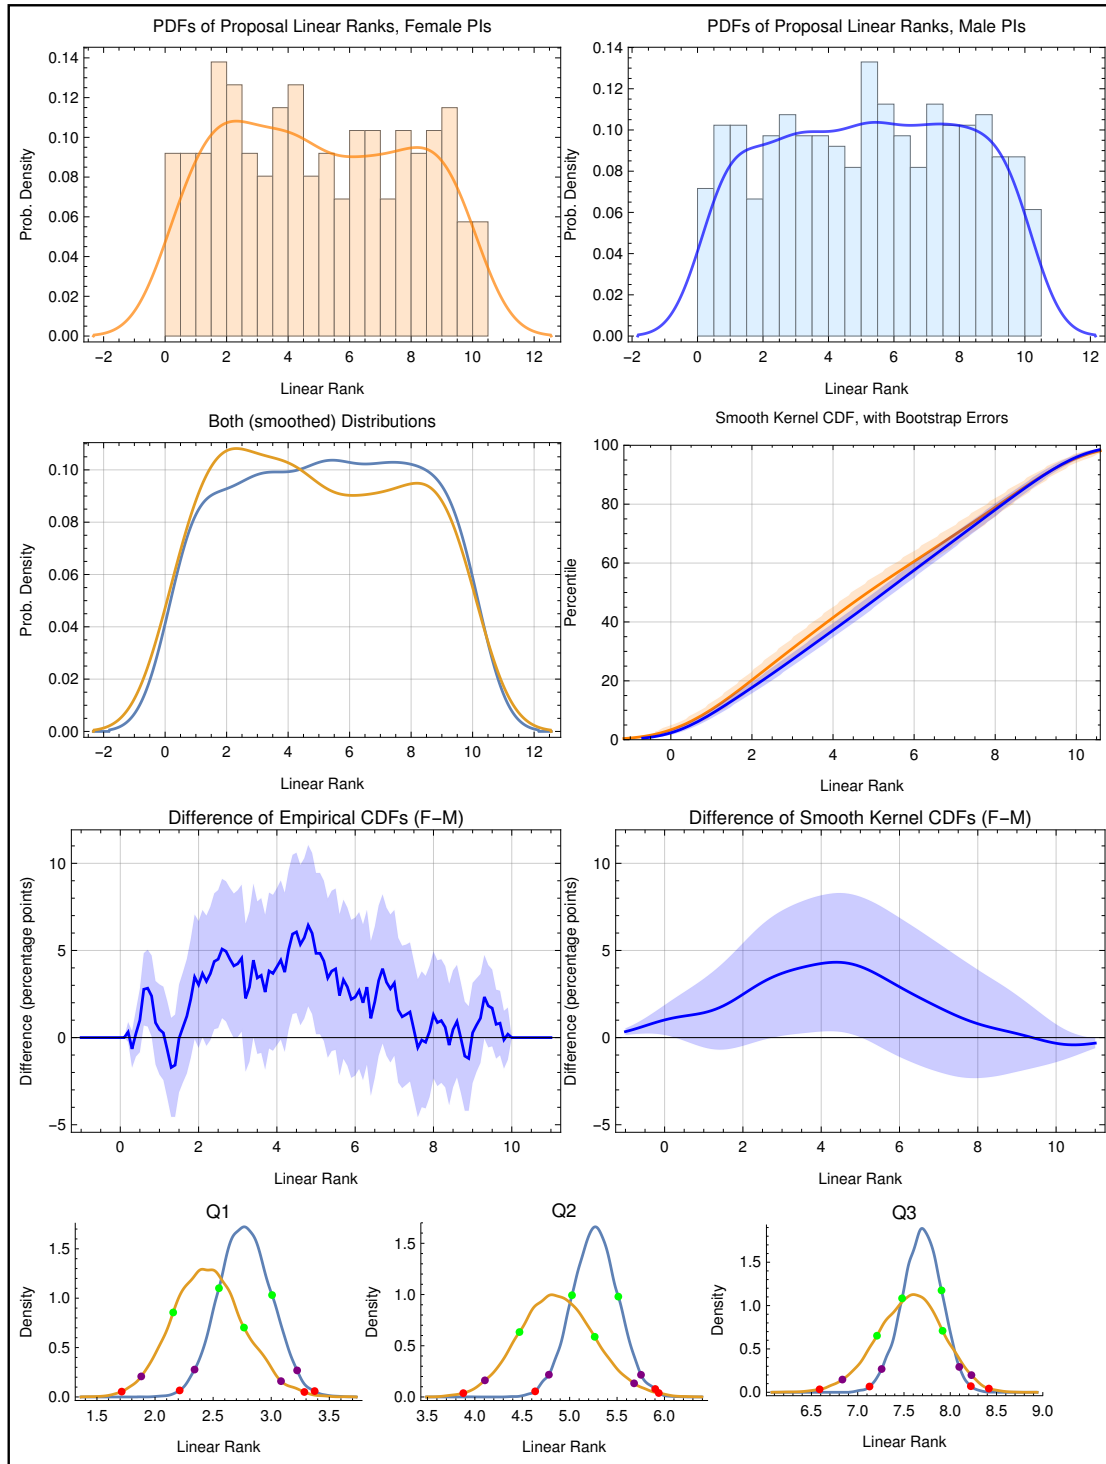 PDFs of Proposal Linear Ranks, Female PIs
0.14
0.12
0.10
0.08
0.06
0.04
0.02
0.00
Prob. Density
−2 0 2 4 6 8 10 12
Linear Rank
PDFs of Proposal Linear Ranks, Male PIs
0.14
0.12
0.10
0.08
0.06
0.04
0.02
0.00
Prob. Density
−2 0 2 4 6 8 10 12
Linear Rank
Both (smoothed) Distributions
0.10
0.08
0.06
0.04
0.02
0.00
Prob. Density
−2 0 2 4 6 8 10 12
Linear Rank
Smooth Kernel CDF, with Bootstrap Errors
100
80
60
40
20
0
Percentile
0 2 4 6 8 10
Linear Rank
Difference of Empirical CDFs (F−M)
10
5
0
−5
Difference (percentage points)
0 2 4 6 8 10
Linear Rank
Difference of Smooth Kernel CDFs (F−M)
10
5
0
−5
Difference (percentage points)
0 2 4 6 8 10
Linear Rank
Q1
1.5
1.0
0.5
0.0
Density
1.5 2.0 2.5 3.0 3.5
Linear Rank
Q2
1.5
1.0
0.5
0.0
Density
3.5 4.0 4.5 5.0 5.5 6.0
Linear Rank
Q3
1.5
1.0
0.5
0.0
Density
6.5 7.0 7.5 8.0 8.5 9.0
Linear Rank